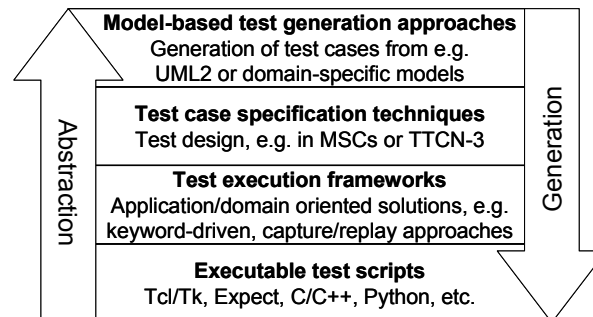 Model-based test generation approaches
Generation of test cases from e.g.
UML2 or domain-specific models
Test case specification techniques
Test design, e.g. in MSCs or TTCN-3
Test execution frameworks
Application/domain oriented solutions, e.g.
keyword-driven, capture/replay approaches
Executable test scripts
Tcl/Tk, Expect, C/C++, Python, etc.
Abstraction
Generation